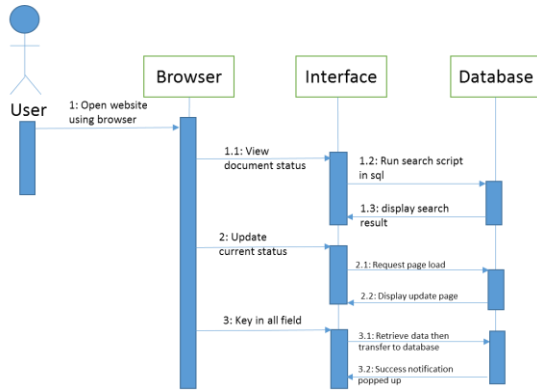 Browser
Interface
Database
User
1: Open website
using browser
1.1: View
document status
1.2: Run search script
in sql
1.3: display search
result
2: Update
current status
2.1: Request page load
2.2: Display update page
3: Key in all field
3.1: Retrieve data then
transfer to database
3.2: Success notification
popped up